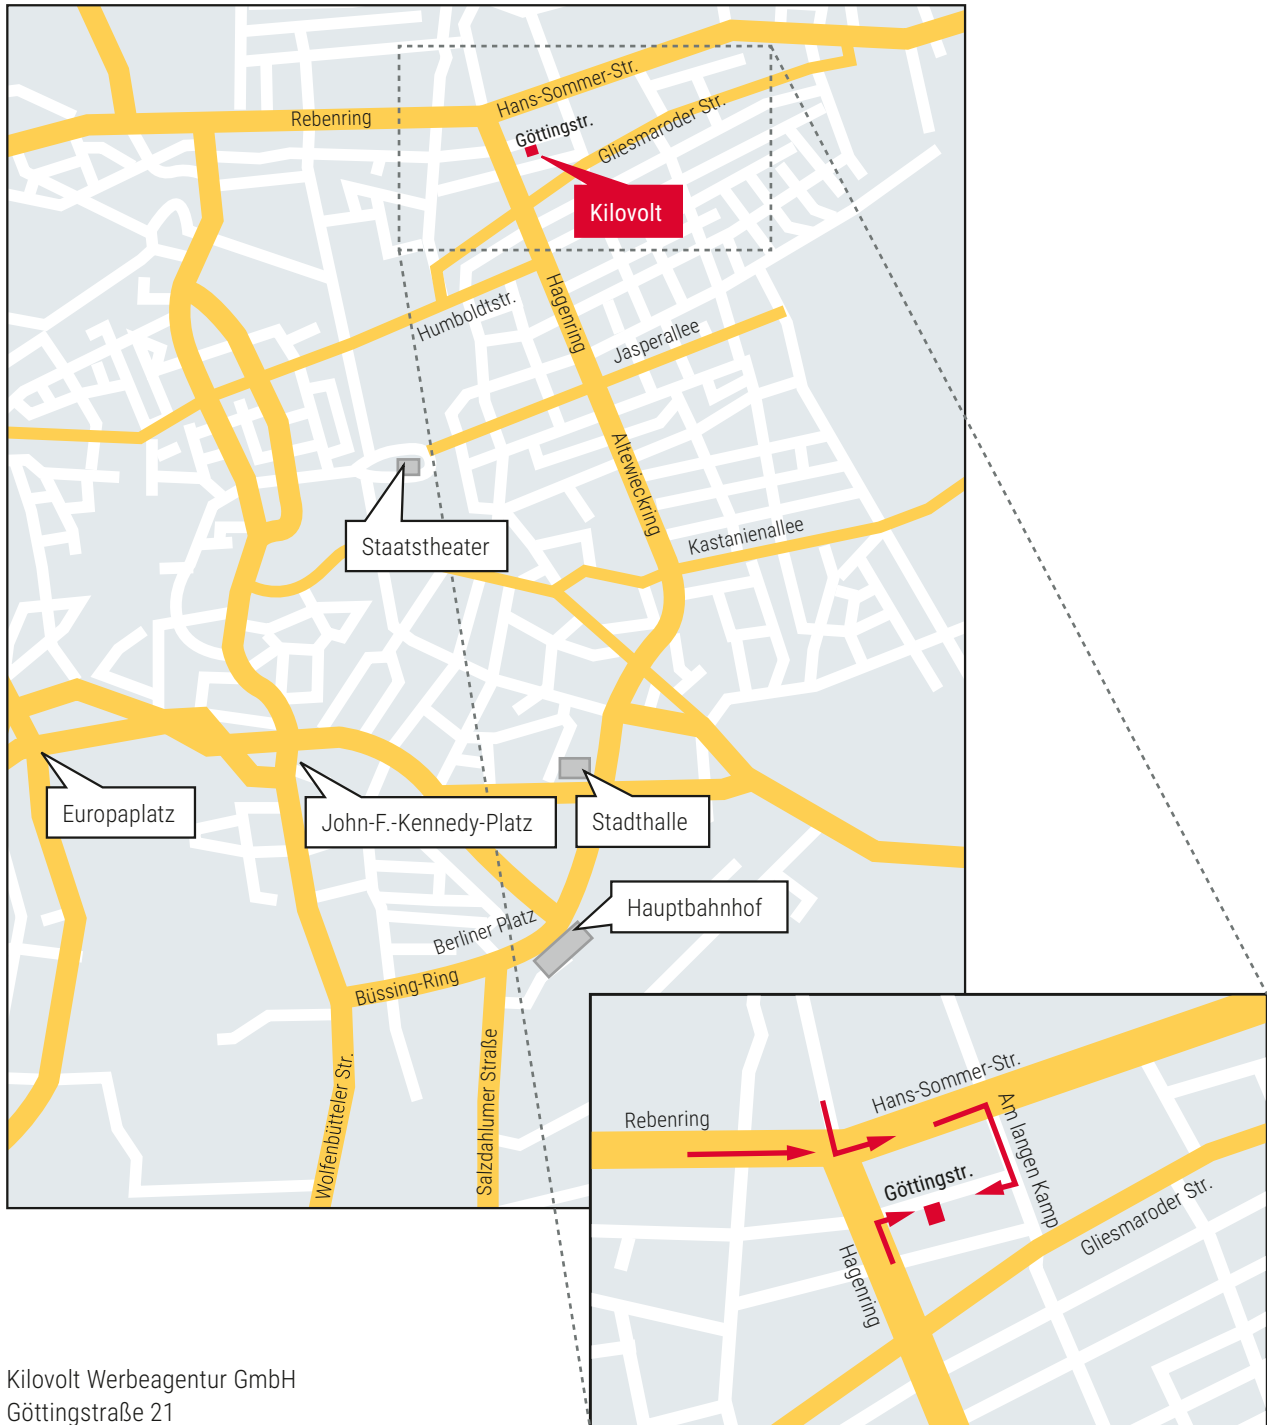 Rebenring
Hans-Sommer-Str.
Göttingstr.
Gliesmaroder Str.
Kilovolt
Hagenring
Humboldtstr.
Jasperallee
Altewieckring
Staatstheater
Kastanienallee
Europaplatz
John-F.-Kennedy-Platz
Stadthalle
Hauptbahnhof
Berliner Platz
Büssing-Ring
Wolfenbütteler Str.
Salzdahlumer Straße
Rebenring
Hans-Sommer-Str.
Am langen Kamp
Göttingstr.
Gliesmaroder Str.
Hagenring
Kilovolt Werbeagentur GmbH
Göttingstraße 21